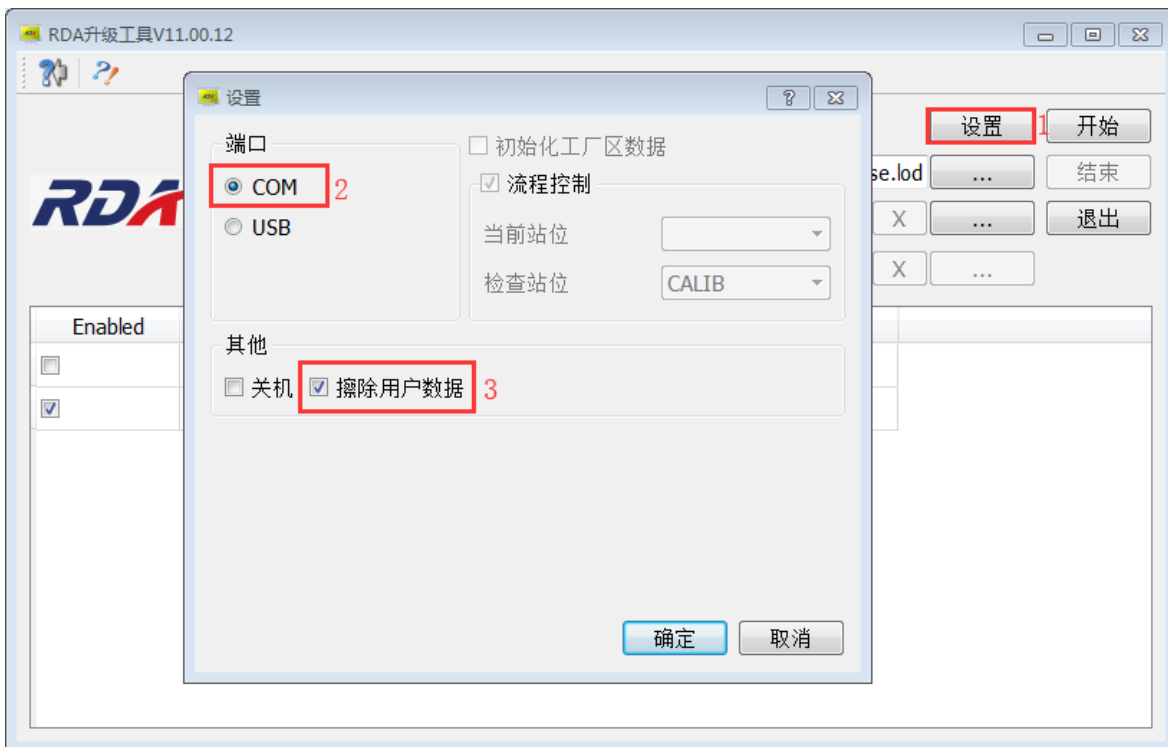 RDA升级工具V11.00.12
设置
设置 1 开始
端口
初始化工厂区数据
COM 2
流程控制
se.lod ... 结束
RDA
USB
当前站位
X ... 退出
检查站位 CALIB
X ...
Enabled
其他
关机 擦除用户数据 3
确定 取消